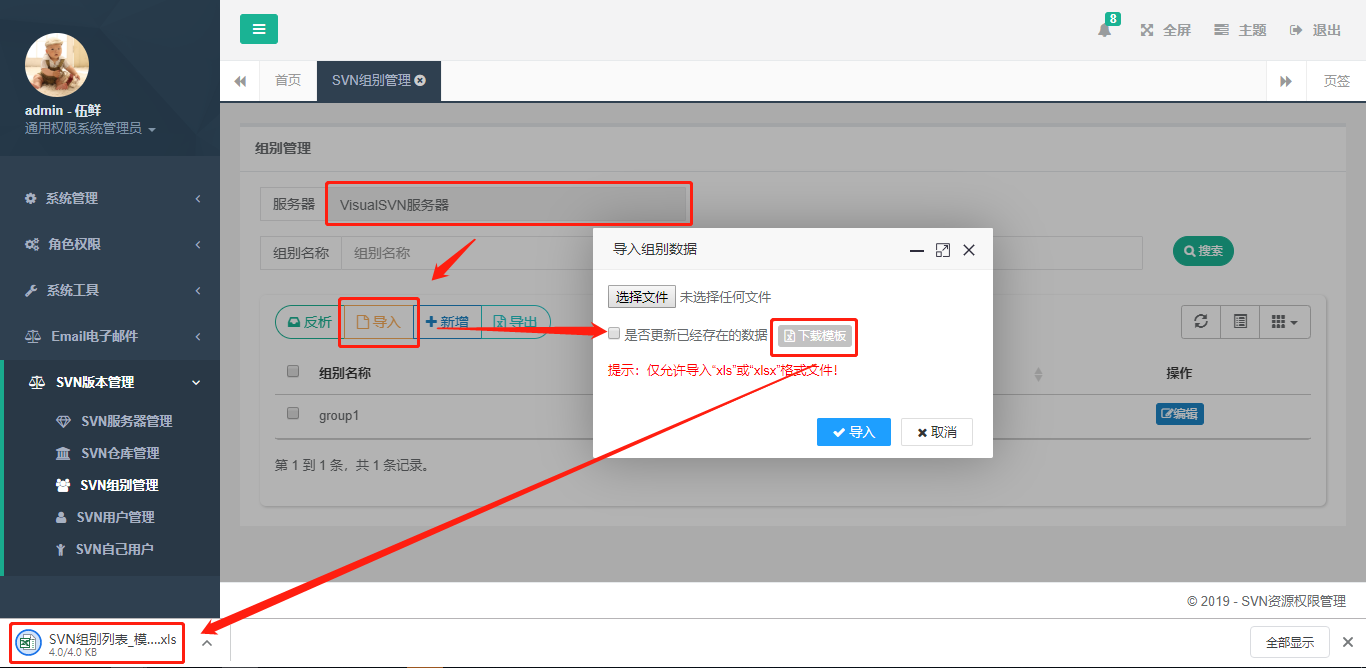 8
全屏
主题
退出
首页
SVN组别管理
页签
admin - 伍鲜
通用权限系统管理员
系统管理
角色权限
系统工具
Email电子邮件
SVN版本管理
SVN服务器管理
SVN仓库管理
SVN组别管理
SVN用户管理
SVN自己用户
组别管理
服务器
VisualSVN服务器
组别名称
组别名称
搜索
反析
导入
新增
导出
组别名称
操作
group1
编辑
第 1 到 1 条，共 1 条记录。
导入组别数据
选择文件 未选择任何文件
是否更新已经存在的数据
下载模板
提示：仅允许导入“xls”或“xlsx”格式文件！
导入
取消
© 2019 - SVN资源权限管理
SVN组别列表_模....xls
4.0/4.0 KB
全部显示